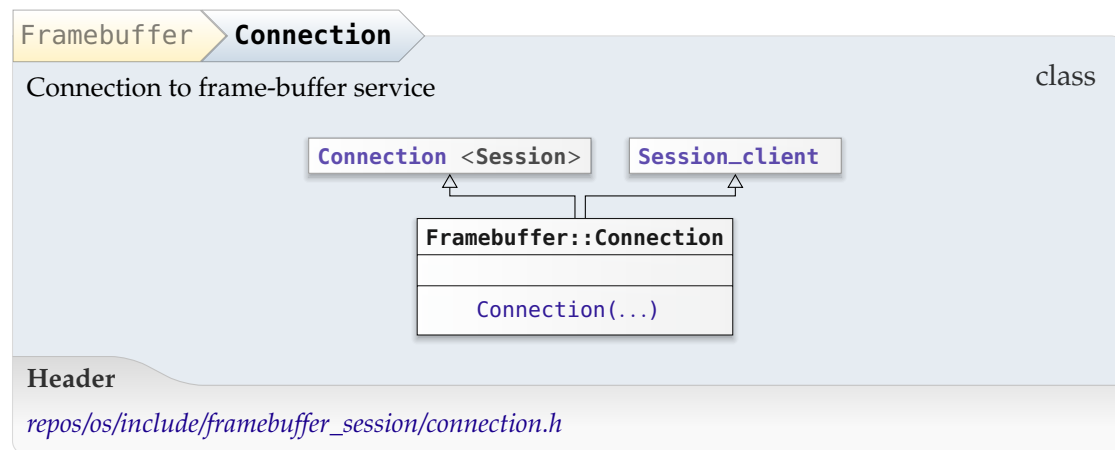 Framebuffer Connection
class
Connection to frame-buffer service
Connection <Session> Session_client
Framebuffer::Connection
Connection(...)
Header
repos/os/include/framebuffer_session/connection.h